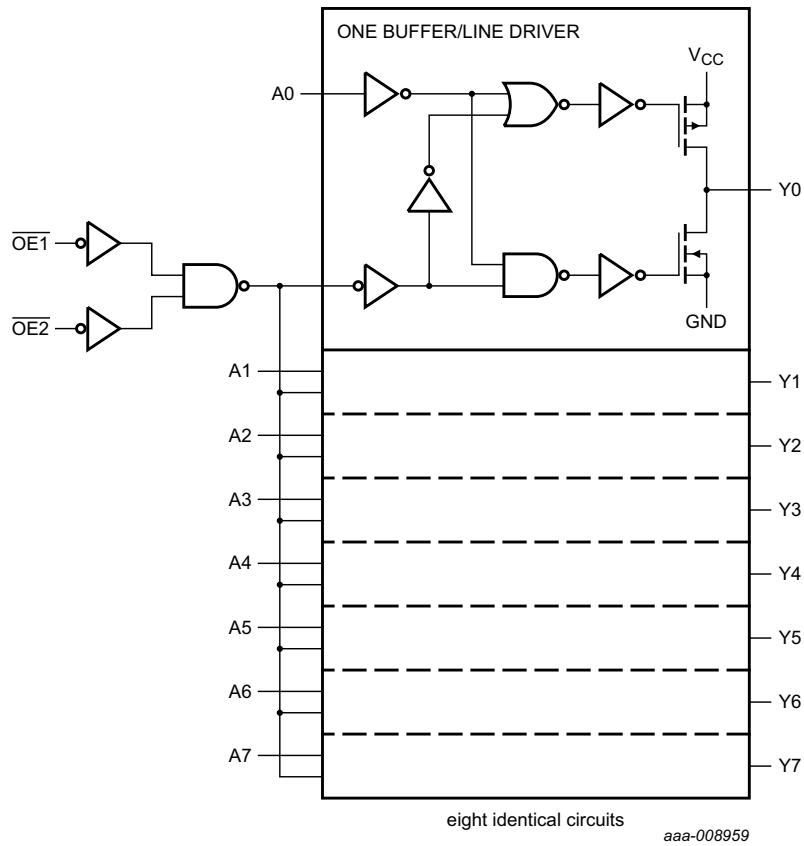 ONE BUFFER/LINE DRIVER
VCC
A0
Y0
OE1
OE2
GND
A1
Y1
A2
Y2
A3
Y3
A4
Y4
A5
Y5
A6
Y6
A7
Y7
eight identical circuits
aaa-008959